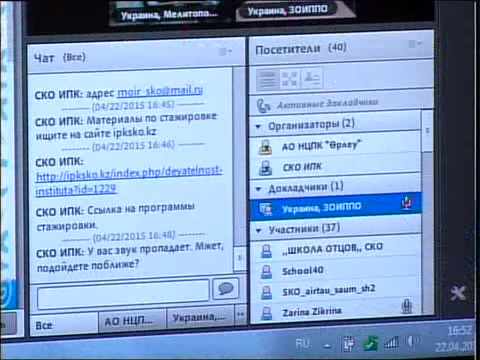 Украина, Мелитопо...
Украина, ЗОИППО
Чат (Все)
СКО ИПК: адрес moir_sko@mail.ru
(04/22/2015 16:45)
СКО ИПК: Материалы по стажировке
ищите на сайте ipksko.kz
(04/22/2015 16:46)
СКО ИПК:
http://ipksko.kz/index.php/deyatelnost-
instituta?id=1229
СКО ИПК: Ссылка на программы
стажировки.
(04/22/2015 16:48)
СКО ИПК: У вас звук пропадает. Мжет,
подойдете поближе?
Все
АО НЦП...
Украина,...
Посетители (40)
Активные докладчики
Организаторы (2)
АО НЦПК "Өрлеу"
СКО ИПК
Докладчики (1)
Украина, ЗОИППО
Участники (37)
,,ШКОЛА ОТЦОВ,, СКО
School40
SKO_airtau_saum_sh2
Zarina Zikrina
RU
16:52
22.04.20